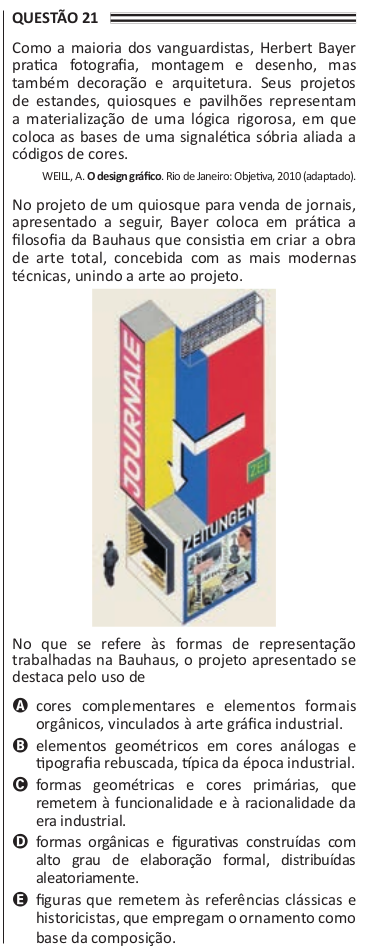 QUESTÃO 21
Como a maioria dos vanguardistas, Herbert Bayer
pratica fotografia, montagem e desenho, mas
também decoração e arquitetura. Seus projetos
de estandes, quiosques e pavilhões representam
a materialização de uma lógica rigorosa, em que
coloca as bases de uma signalética sóbria aliada a
códigos de cores.
WEILL, A. O design gráfico. Rio de Janeiro: Objetiva, 2010 (adaptado).
No projeto de um quiosque para venda de jornais,
apresentado a seguir, Bayer coloca em prática a
filosofia da Bauhaus que consistia em criar a obra
de arte total, concebida com as mais modernas
técnicas, unindo a arte ao projeto.
JOURNALE
ZEI
ZEITUNGEN
No que se refere às formas de representação
trabalhadas na Bauhaus, o projeto apresentado se
destaca pelo uso de
A cores complementares e elementos formais
orgânicos, vinculados à arte gráfica industrial.
B elementos geométricos em cores análogas e
tipografia rebuscada, típica da época industrial.
C formas geométricas e cores primárias, que
remetem à funcionalidade e à racionalidade da
era industrial.
D formas orgânicas e figurativas construídas com
alto grau de elaboração formal, distribuídas
aleatoriamente.
E figuras que remetem às referências clássicas e
historicistas, que empregam o ornamento como
base da composição.